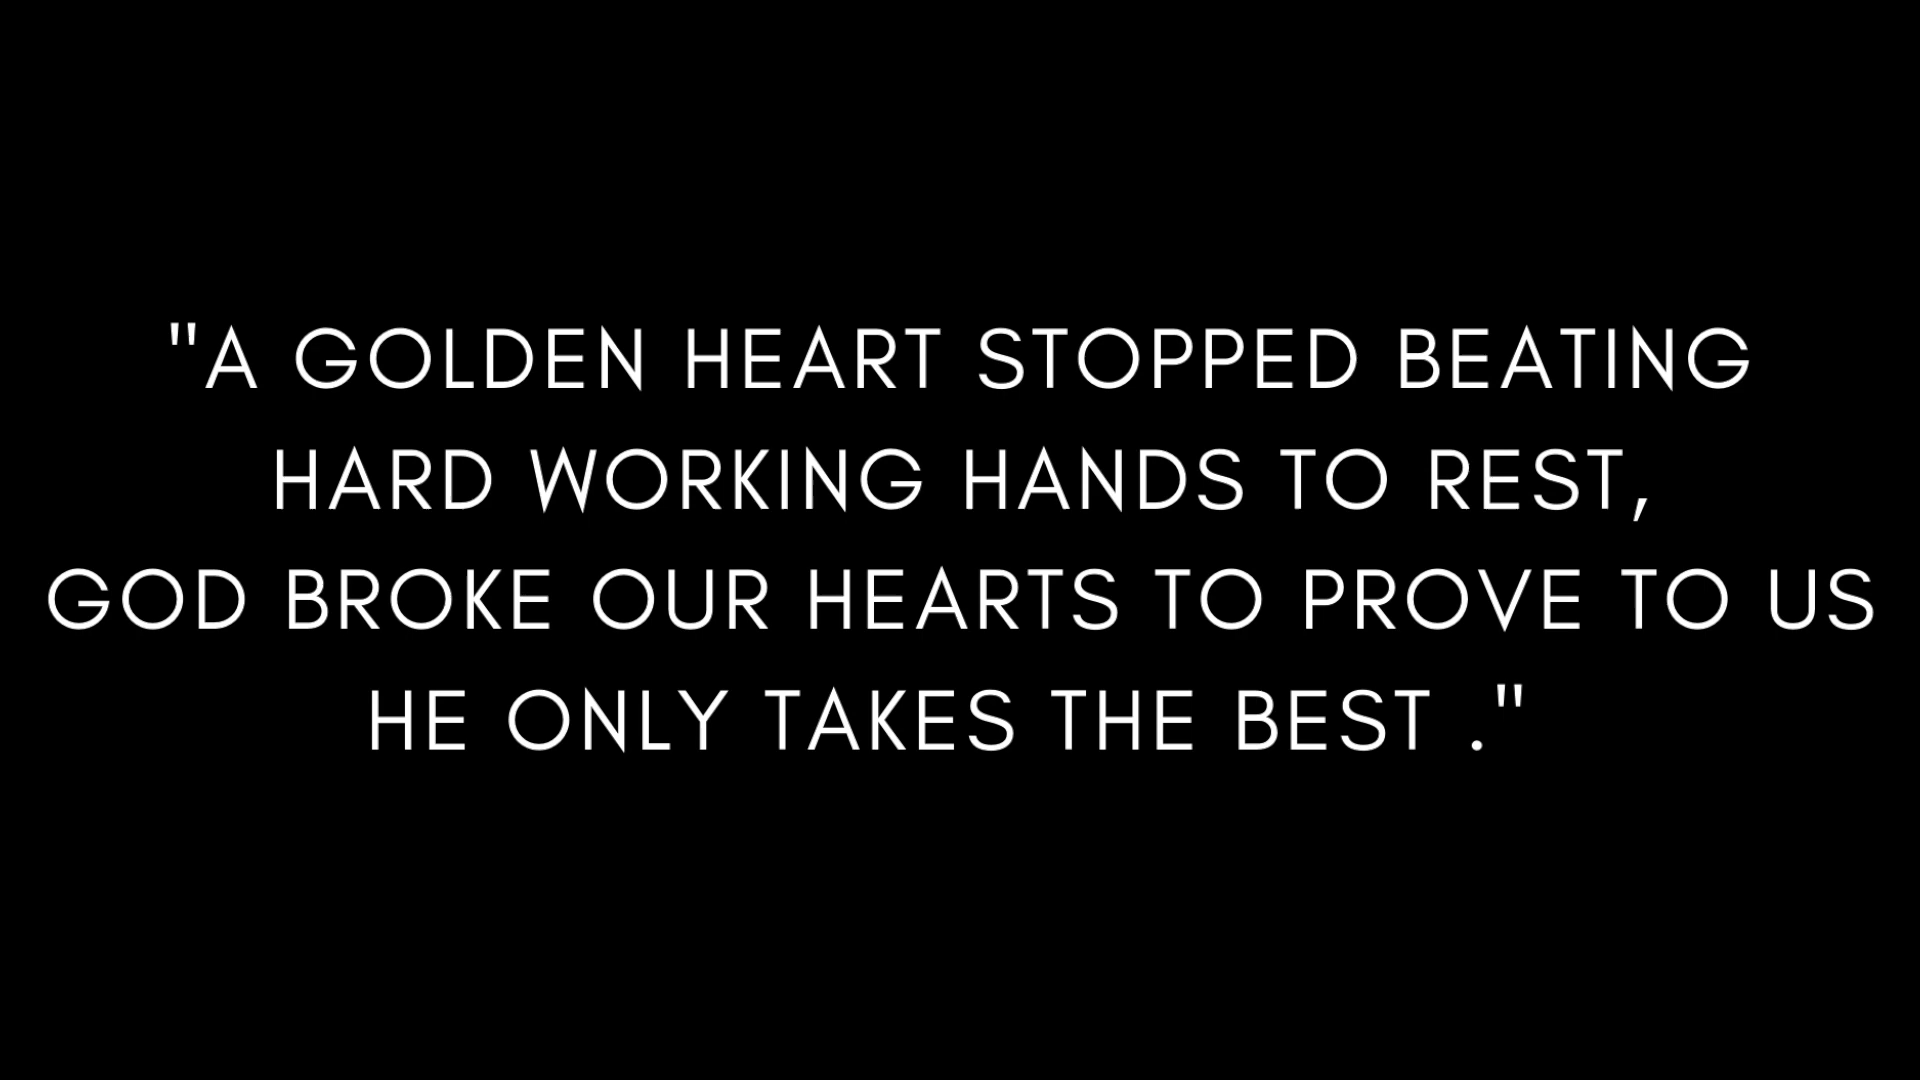 "A GOLDEN HEART STOPPED BEATING
HARD WORKING HANDS TO REST,
GOD BROKE OUR HEARTS TO PROVE TO US
HE ONLY TAKES THE BEST ."